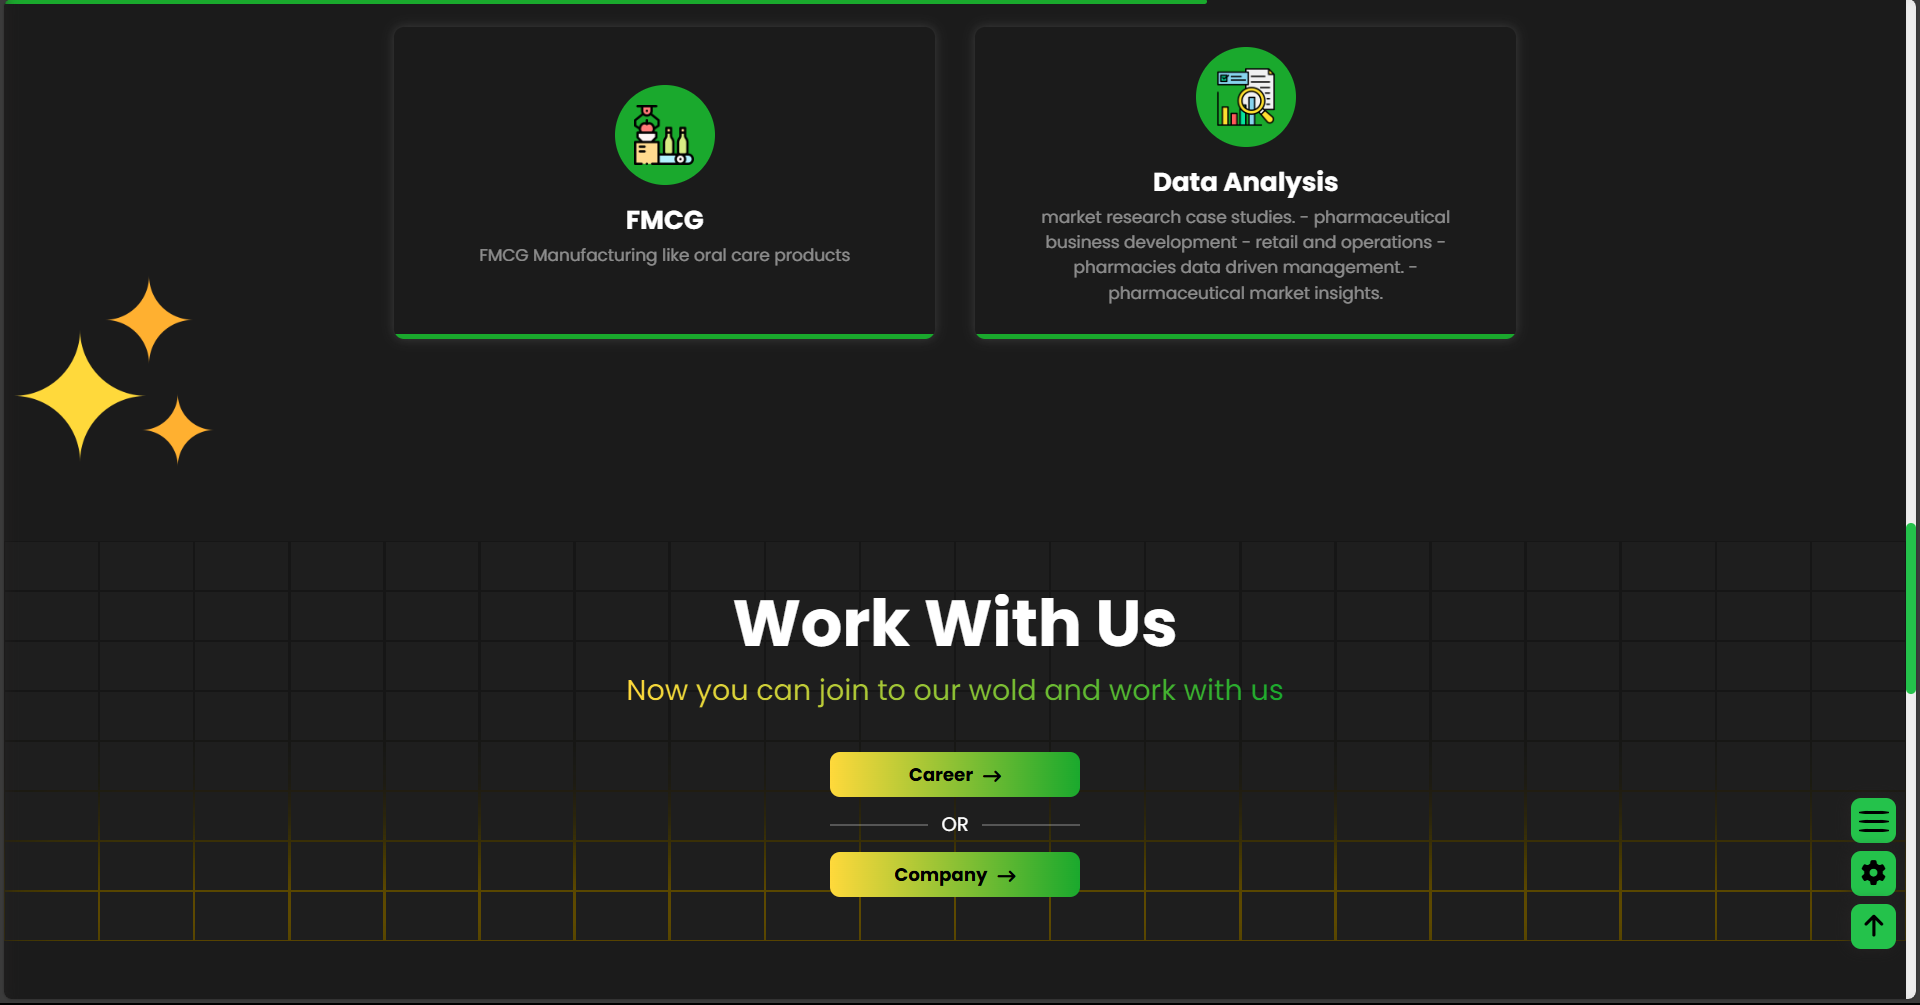 FMCG
FMCG Manufacturing like oral care products
Data Analysis
market research case studies. - pharmaceutical
business development - retail and operations -
pharmacies data driven management. -
pharmaceutical market insights.
Work With Us
Now you can join to our wold and work with us
Career →
OR
Company →